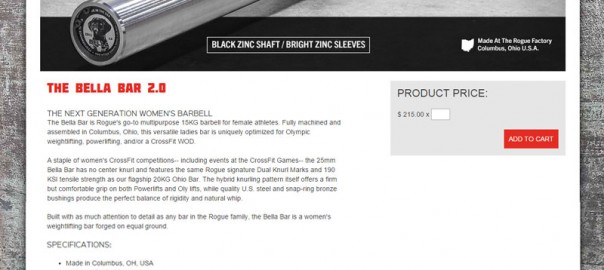 BLACK ZINC SHAFT / BRIGHT ZINC SLEEVES
Made At The Rogue Factory
Columbus, Ohio U.S.A.
THE BELLA BAR 2.0
THE NEXT GENERATION WOMEN'S BARBELL
The Bella Bar is Rogue's go-to multipurpose 15KG barbell for female athletes. Fully machined and
assembled in Columbus, Ohio, this versatile ladies bar is uniquely optimized for Olympic
weightlifting, powerlifting, and/or a CrossFit WOD.
A staple of women's CrossFit competitions-- including events at the CrossFit Games-- the 25mm
Bella Bar has no center knurl and features the same Rogue signature Dual Knurl Marks and 190
KSI tensile strength as our flagship 20KG Ohio Bar. The hybrid knurling pattern itself offers a firm
but comfortable grip on both Powerlifts and Oly lifts, while quality U.S. steel and snap-ring bronze
bushings produce the perfect balance of rigidity and natural whip.
Built with as much attention to detail as any bar in the Rogue family, the Bella Bar is a women's
weightlifting bar forged on equal ground.
SPECIFICATIONS:
• Made in Columbus, OH, USA
PRODUCT PRICE:
$ 215.00 x
ADD TO CART